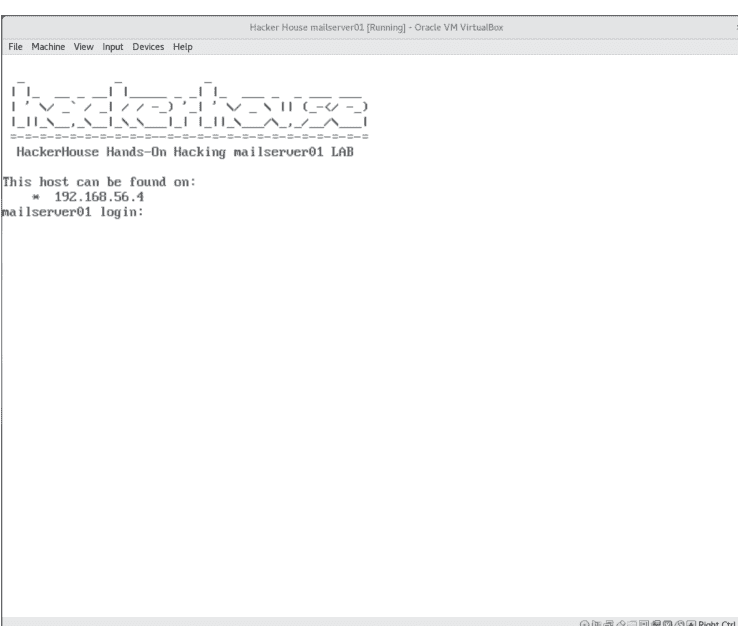 Hacker House mailserver01 [Running] - Oracle VM VirtualBox
File Machine View Input Devices Help
hackerhouse
HackerHouse Hands-On Hacking mailserver01 LAB
This host can be found on:
* 192.168.56.4
mailserver01 login:
Right Ctrl